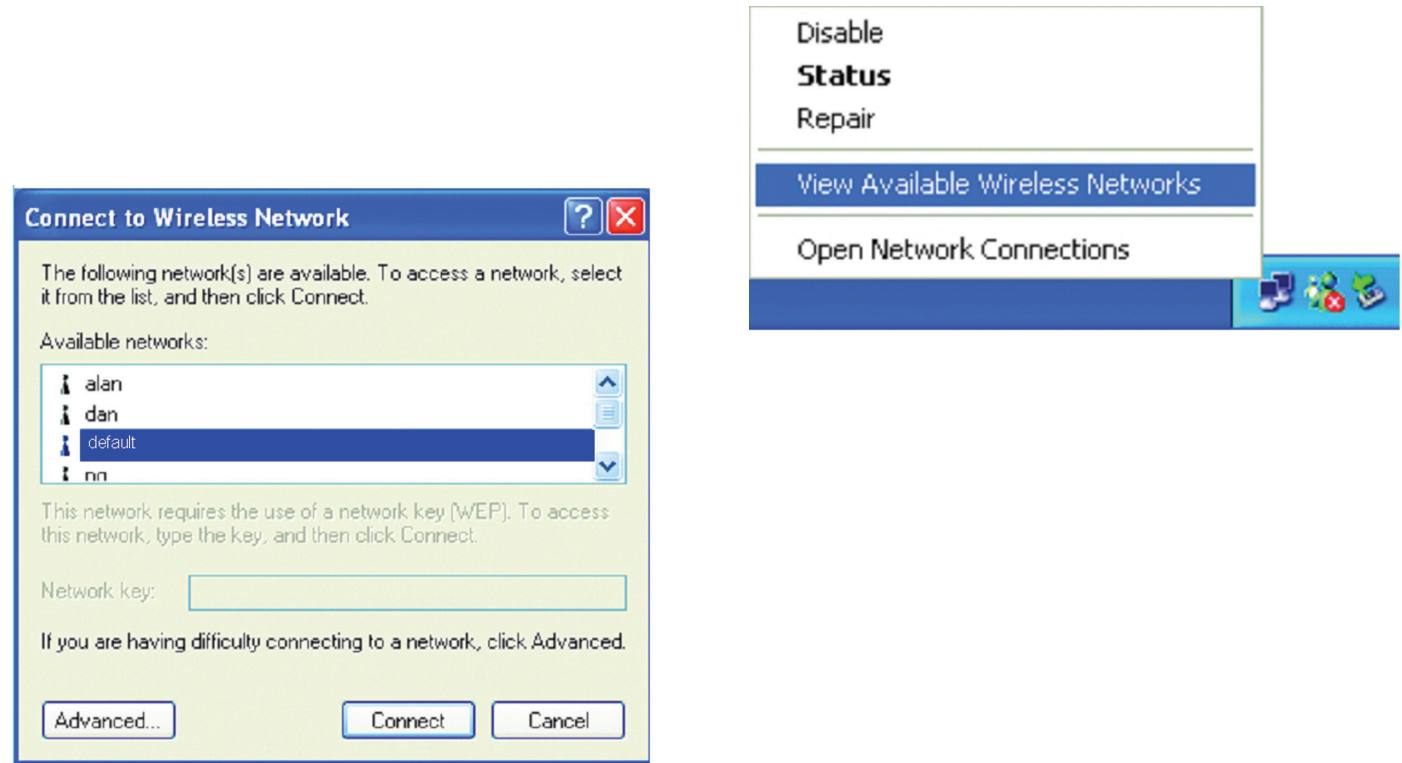 Disable
Status
Repair
View Available Wireless Networks
Open Network Connections
Connect to Wireless Network
The following network(s) are available. To access a network, select
it from the list, and then click Connect.
Available networks:
alan
dan
default
This network requires the use of a network key (WEP). To access
this network, type the key, and then click Connect.
Network key:
If you are having difficulty connecting to a network, click Advanced.
Advanced...
Connect
Cancel